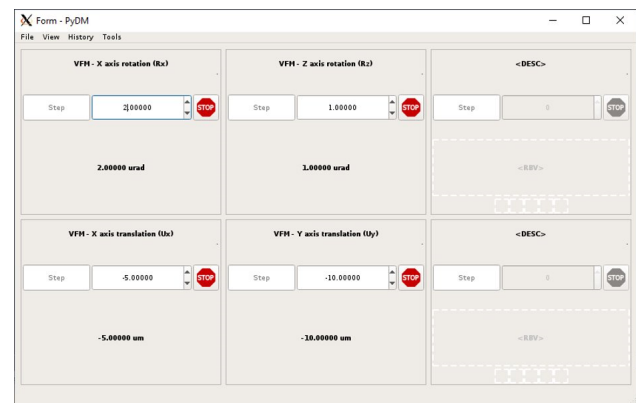 Form - PyDM
File View History Tools
VFM - X axis rotation (Rx)
VFM - Z axis rotation (Rz)
<DESC>
Step 2.00000 STOP
Step 1.00000 STOP
Step 0 STOP
2.00000 urad
1.00000 urad
<RBV>
VFM - X axis translation (Ux)
VFM - Y axis translation (Uy)
<DESC>
Step -5.00000 STOP
Step -10.00000 STOP
Step 0 STOP
-5.00000 um
-10.00000 um
<RBV>